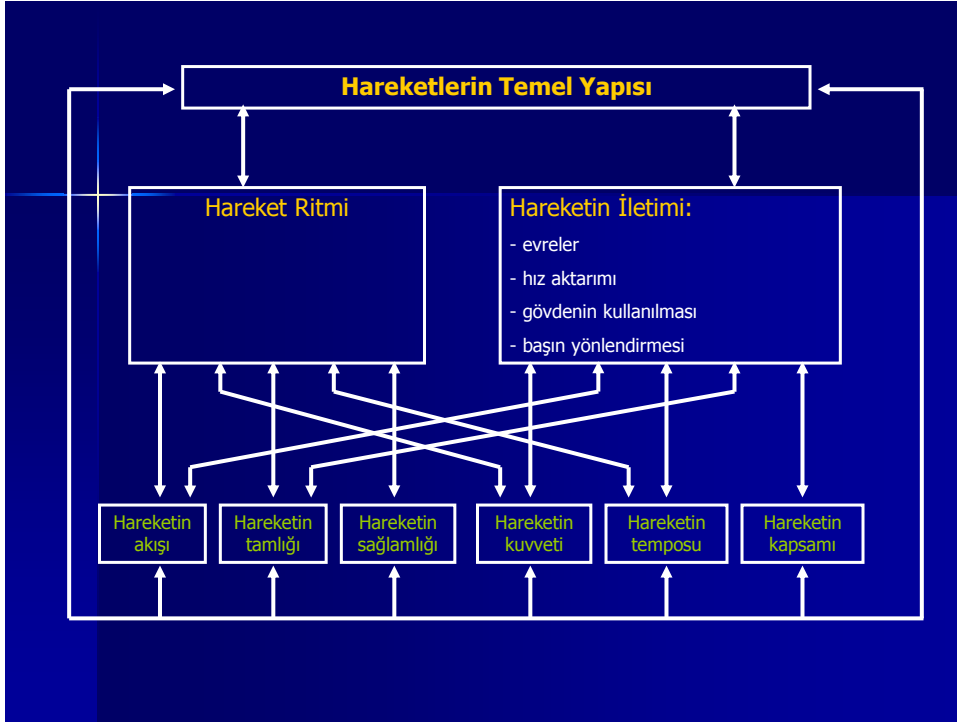 Hareketlerin Temel Yapısı
Hareket Ritmi
Hareketin İletimi:
- evreler
- hız aktarımı
- gövdenin kullanılması
- başın yönlendirmesi
Hareketin
akışı
Hareketin
tamlığı
Hareketin
sağlamlığı
Hareketin
kuvveti
Hareketin
temposu
Hareketin
kapsamı